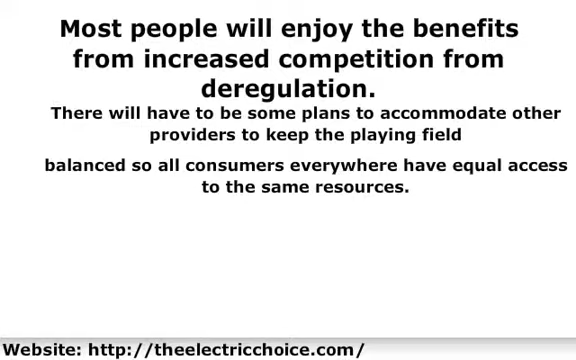 Most people will enjoy the benefits
from increased competition from
deregulation.
There will have to be some plans to accommodate other
providers to keep the playing field
balanced so all consumers everywhere have equal access
to the same resources.
Website: http://theelectricchoice.com/